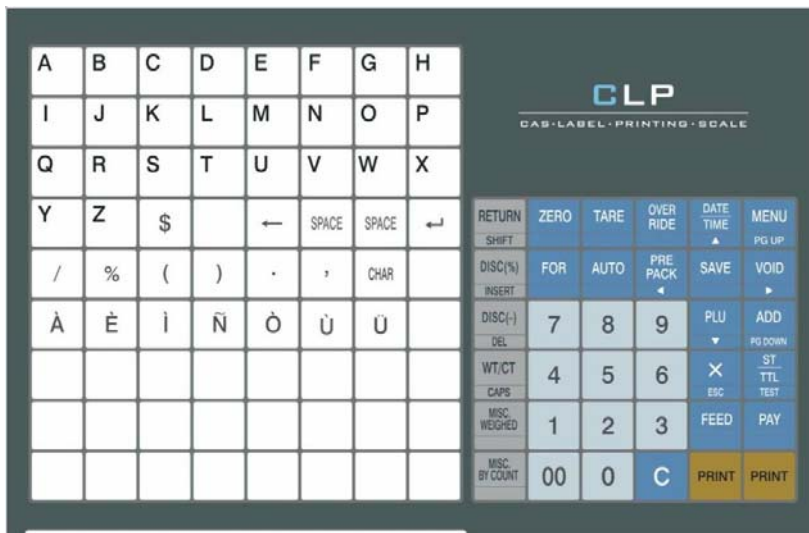 A B C D E F G H
CLP
I J K L M N O P
CAS·LABEL·PRINTING·SCALE
Q R S T U V W X
Y Z $ ← SPACE SPACE ↵
RETURN SHIFT ZERO TARE OVER RIDE DATE TIME ▲ MENU PG UP
/ % ( ) . , CHAR
DISC(%) INSERT FOR AUTO PRE PACK ◄ SAVE VOID ►
À È Ì Ñ Ò Ù Ü
DISC(-) DEL 7 8 9 PLU ▼ ADD PG DOWN
WT/CT CAPS 4 5 6 X ESC ST TTL TEST
MISC. WEIGHED 1 2 3 FEED PAY
MISC. BY COUNT 00 0 C PRINT PRINT